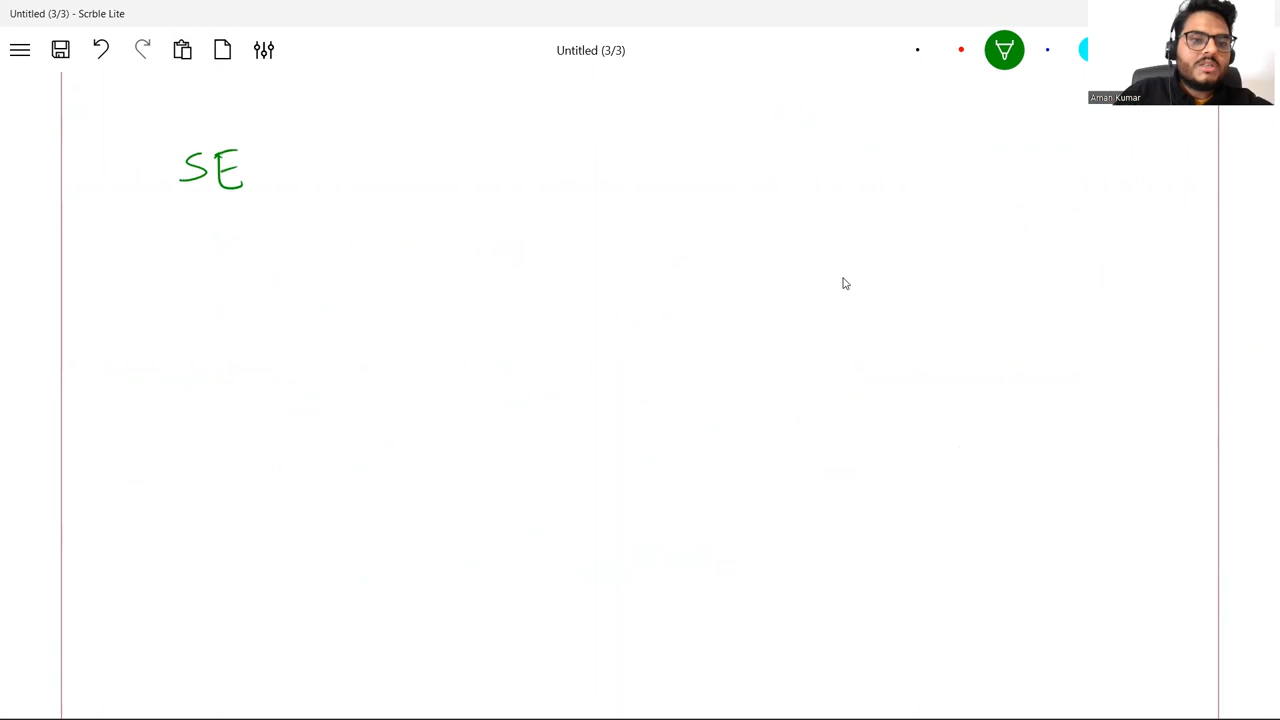 Untitled (3/3) - Scrble Lite
Untitled (3/3)
Aman Kumar
SE